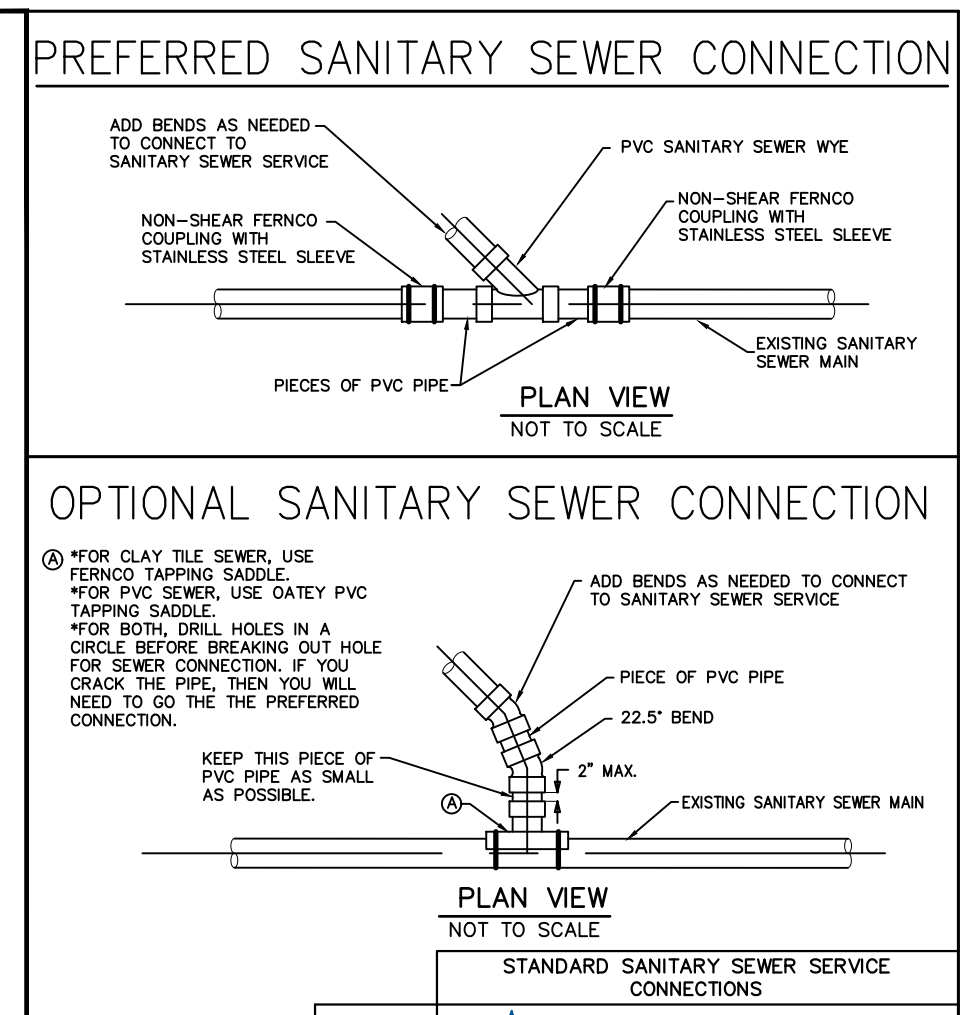 PREFERRED SANITARY SEWER CONNECTION
ADD BENDS AS NEEDED
TO CONNECT TO
SANITARY SEWER SERVICE
PVC SANITARY SEWER WYE
NON-SHEAR FERNCO
COUPLING WITH
STAINLESS STEEL SLEEVE
NON-SHEAR FERNCO
COUPLING WITH
STAINLESS STEEL SLEEVE
EXISTING SANITARY
SEWER MAIN
PIECES OF PVC PIPE
PLAN VIEW
NOT TO SCALE
OPTIONAL SANITARY SEWER CONNECTION
Ⓐ *FOR CLAY TILE SEWER, USE
FERNCO TAPPING SADDLE.
*FOR PVC SEWER, USE OATEY PVC
TAPPING SADDLE.
*FOR BOTH, DRILL HOLES IN A
CIRCLE BEFORE BREAKING OUT HOLE
FOR SEWER CONNECTION. IF YOU
CRACK THE PIPE, THEN YOU WILL
NEED TO GO THE THE PREFERRED
CONNECTION.
ADD BENDS AS NEEDED TO CONNECT
TO SANITARY SEWER SERVICE
PIECE OF PVC PIPE
22.5° BEND
KEEP THIS PIECE OF
PVC PIPE AS SMALL
AS POSSIBLE.
2" MAX.
Ⓐ
EXISTING SANITARY SEWER MAIN
PLAN VIEW
NOT TO SCALE
STANDARD SANITARY SEWER SERVICE
CONNECTIONS